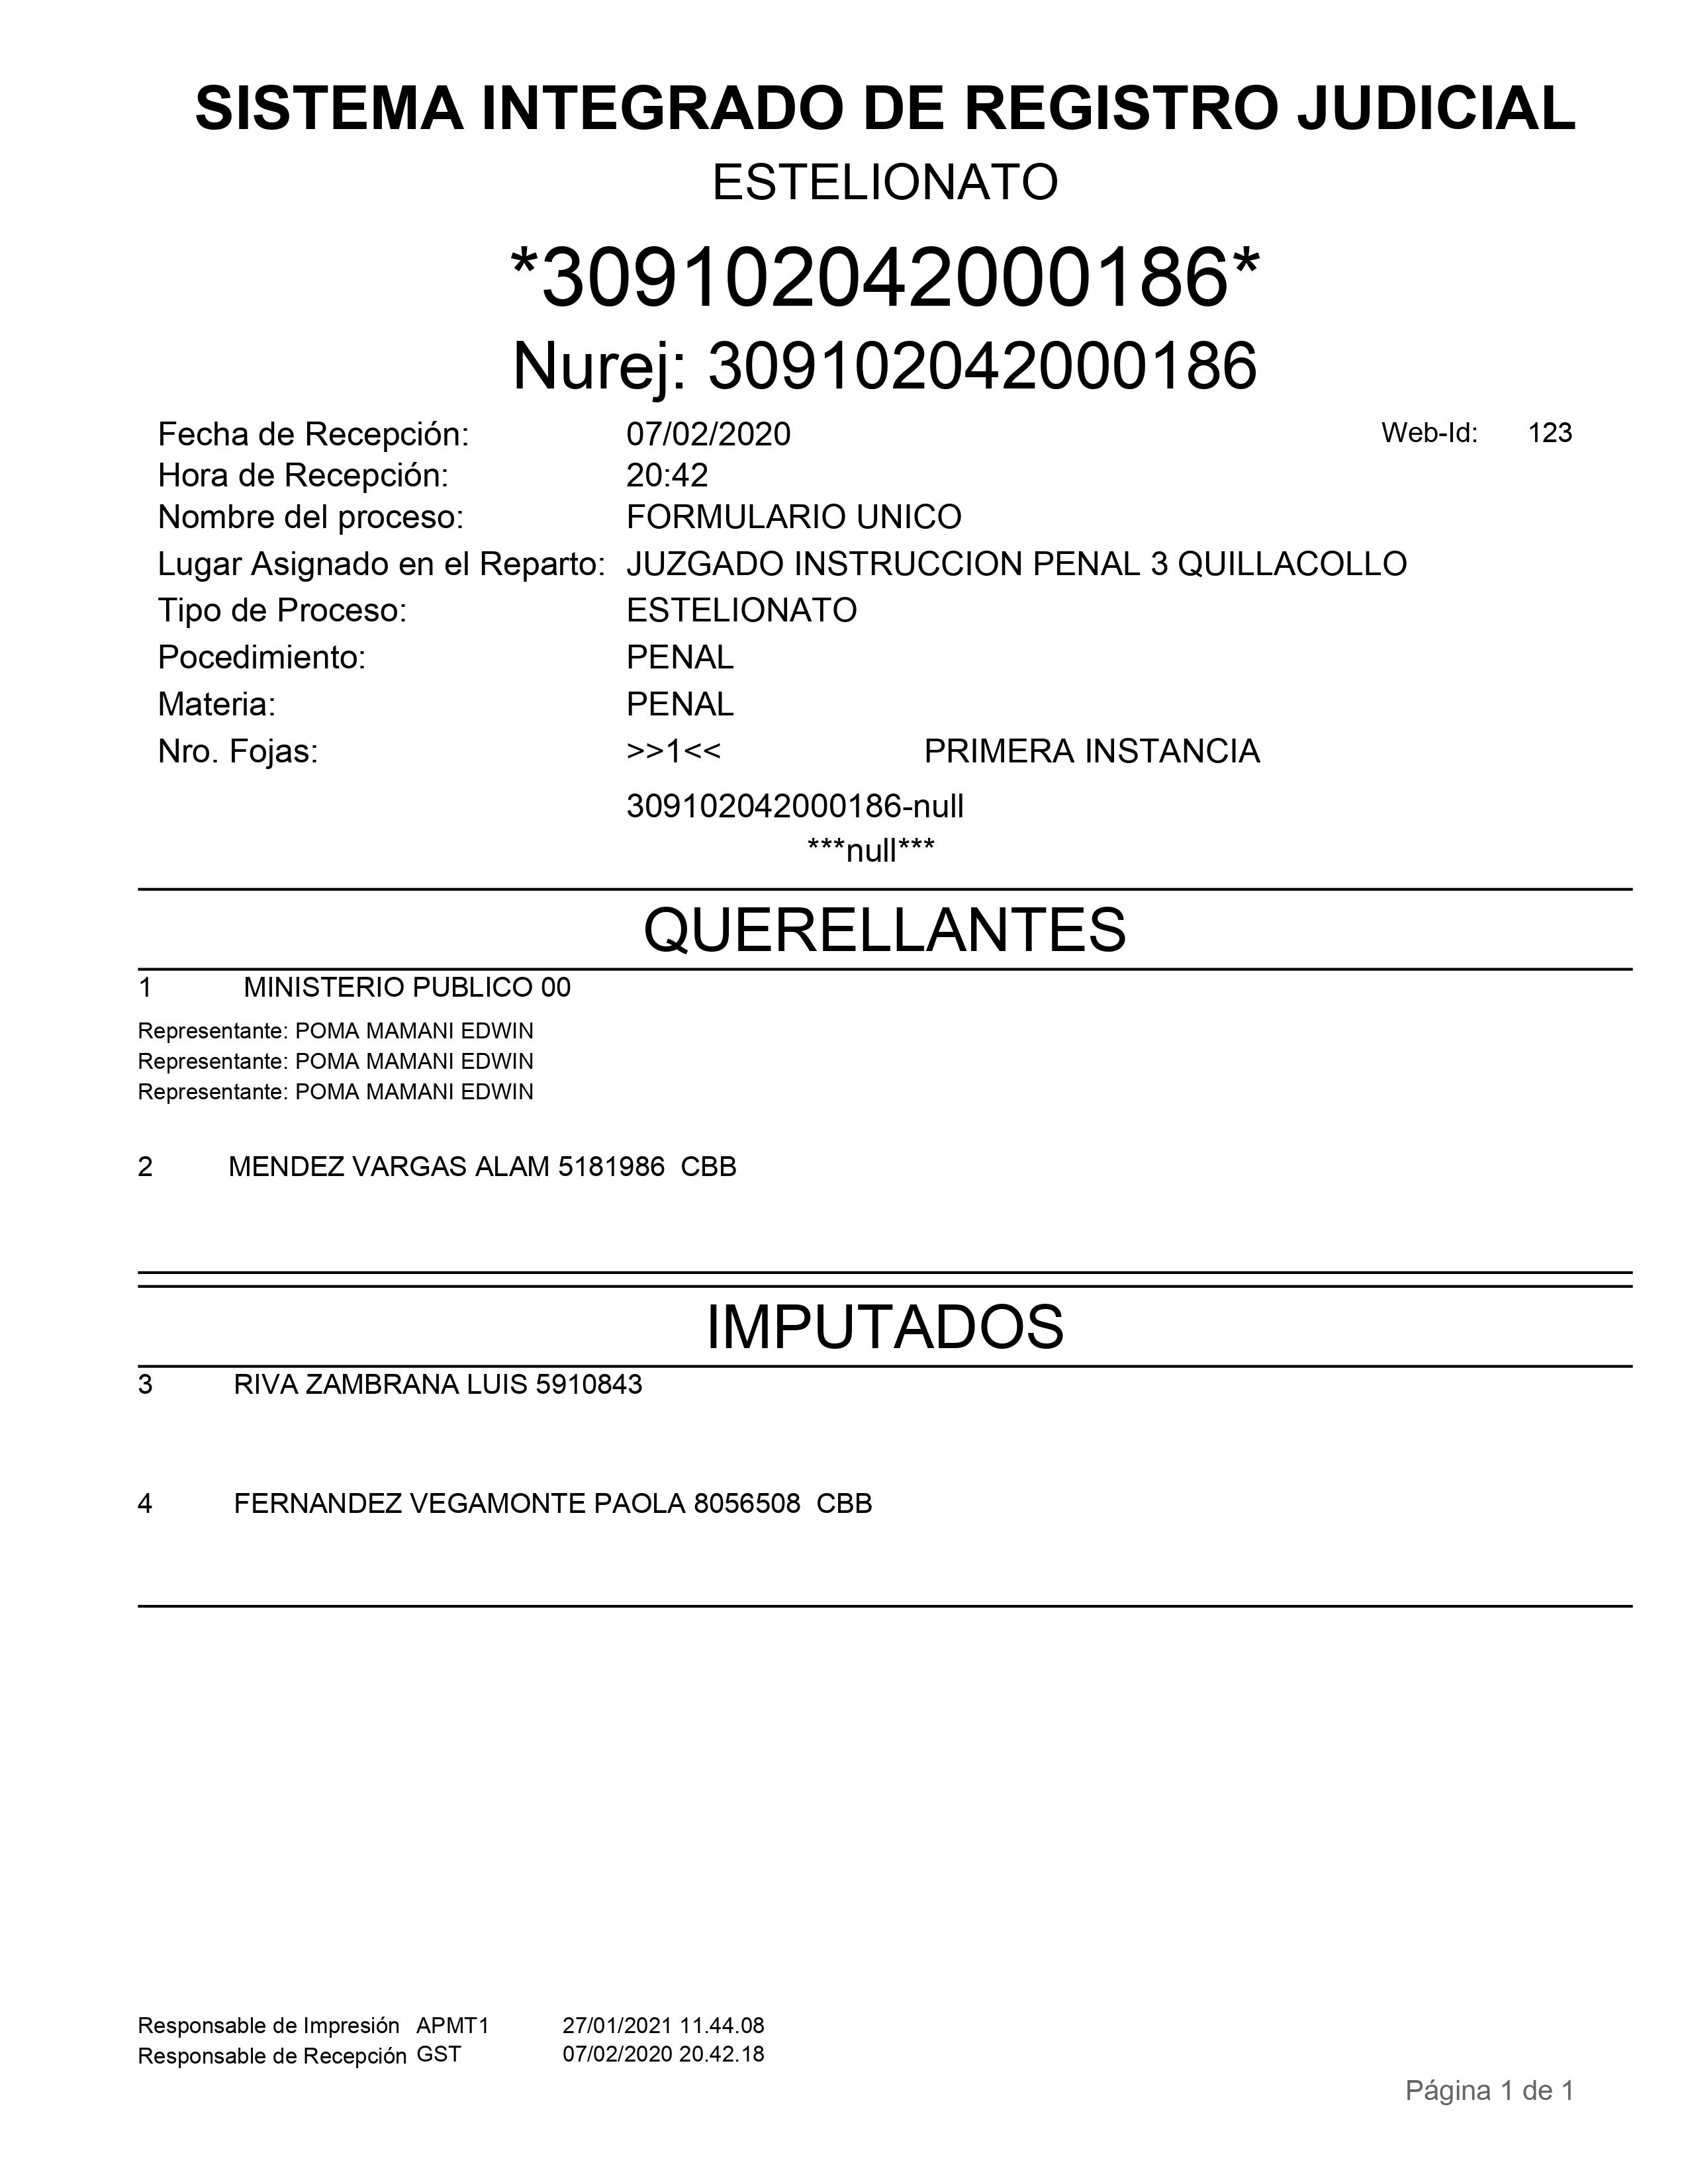 SISTEMA INTEGRADO DE REGISTRO JUDICIAL
ESTELIONATO
*309102042000186*
Nurej: 309102042000186
Fecha de Recepción: 07/02/2020 Web-Id: 123
Hora de Recepción: 20:42
Nombre del proceso: FORMULARIO UNICO
Lugar Asignado en el Reparto: JUZGADO INSTRUCCION PENAL 3 QUILLACOLLO
Tipo de Proceso: ESTELIONATO
Pocedimiento: PENAL
Materia: PENAL
Nro. Fojas: >>1<< PRIMERA INSTANCIA
309102042000186-null
***null***
QUERELLANTES
1 MINISTERIO PUBLICO 00
Representante: POMA MAMANI EDWIN
Representante: POMA MAMANI EDWIN
Representante: POMA MAMANI EDWIN
2 MENDEZ VARGAS ALAM 5181986 CBB
IMPUTADOS
3 RIVA ZAMBRANA LUIS 5910843
4 FERNANDEZ VEGAMONTE PAOLA 8056508 CBB
Responsable de Impresión APMT1 27/01/2021 11.44.08
Responsable de Recepción GST 07/02/2020 20.42.18
Página 1 de 1